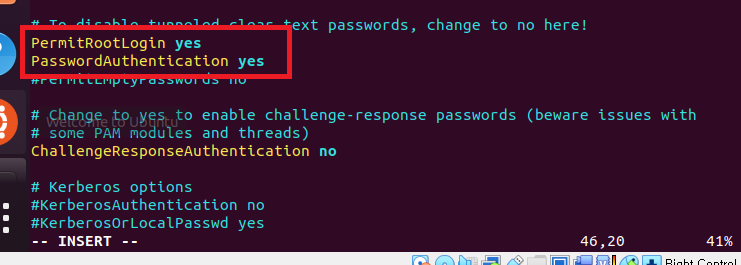 # To disable tunneled clear text passwords, change to no here!
PermitRootLogin yes
PasswordAuthentication yes
#PermitEmptyPasswords no
# Change to yes to enable challenge-response passwords (beware issues with
Welcome to Ubuntu
# some PAM modules and threads)
ChallengeResponseAuthentication no
# Kerberos options
#KerberosAuthentication no
#KerberosOrLocalPasswd yes
-- INSERT -- 46,20 41%
Right Control